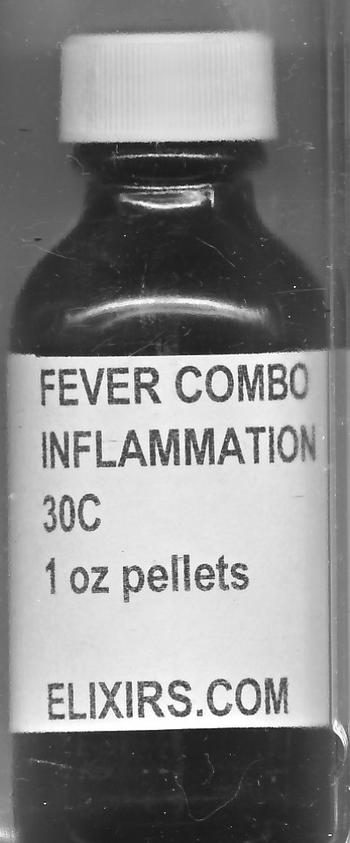 FEVER COMBO
INFLAMMATION
30C
1 oz pellets
ELIXIRS.COM